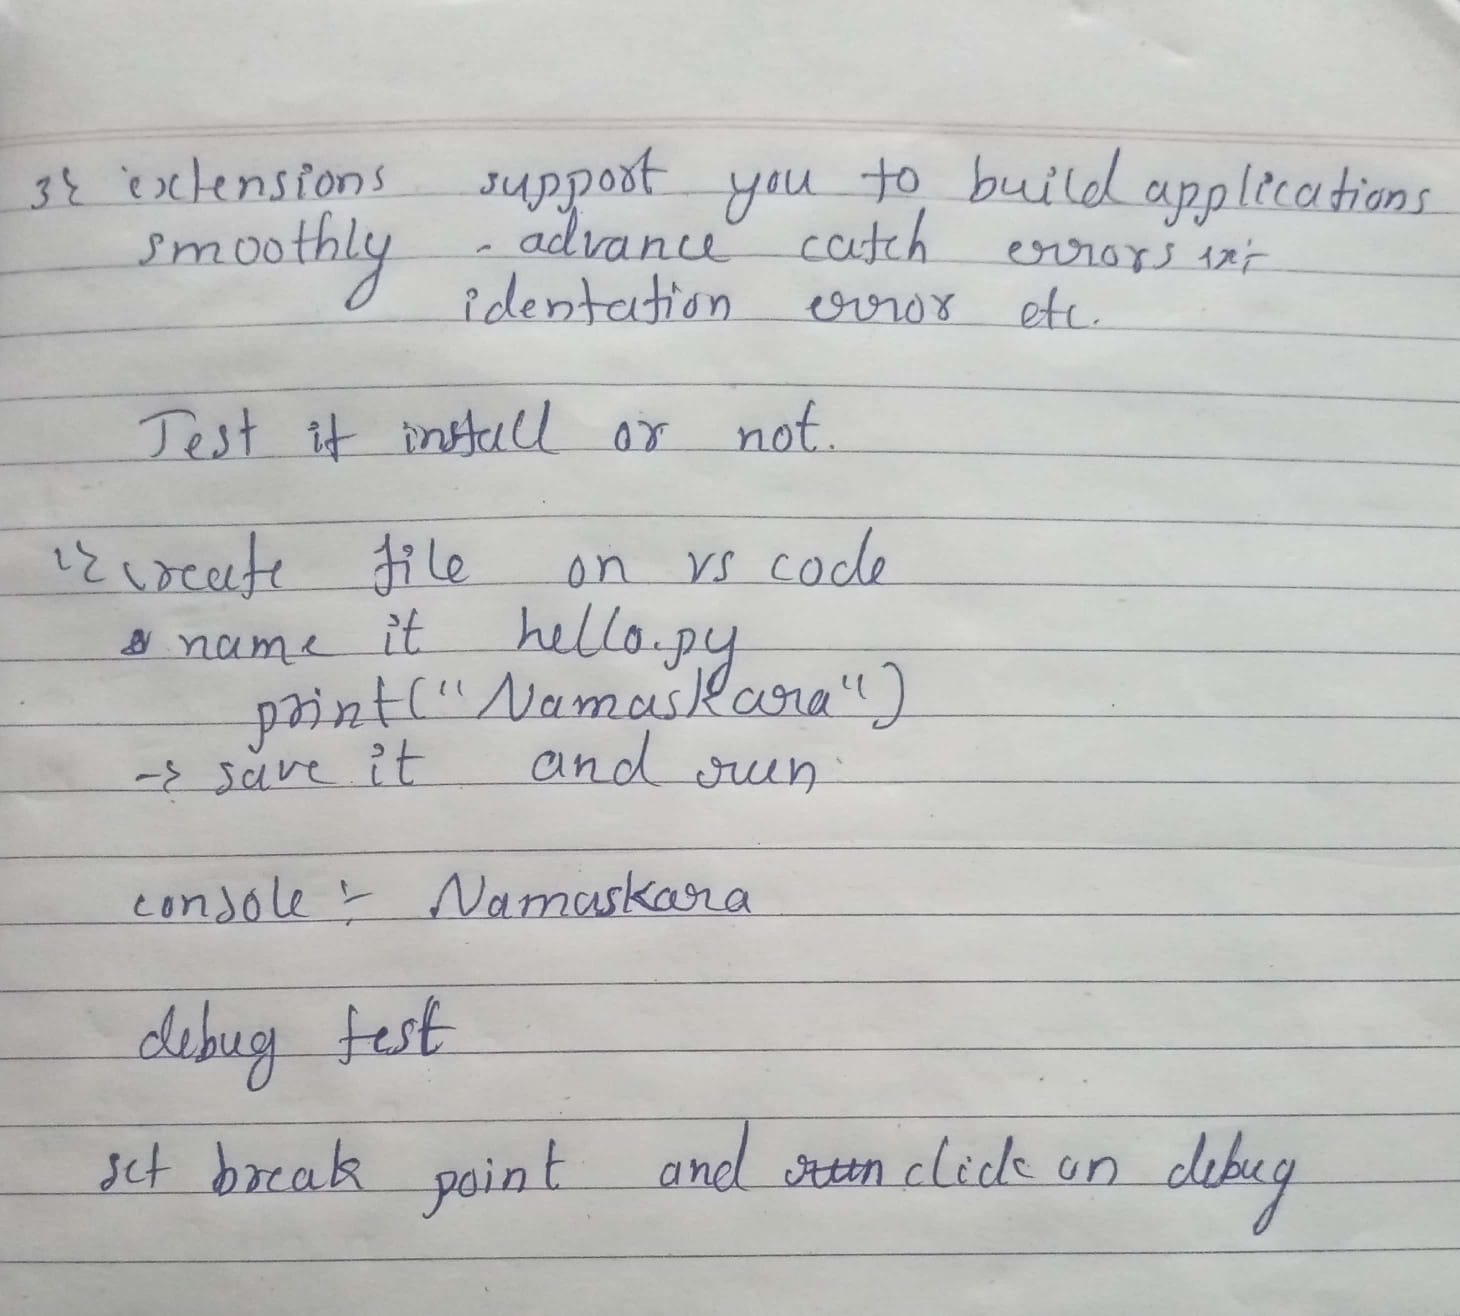 3} extensions support you to build applications
smoothly - advance catch errors
identation error etc.
Test it install or not.
1} create file on vs code
name it hello.py
print("Namaskara")
-> save it and run
console :- Namaskara
debug test
set break point and run click on debug